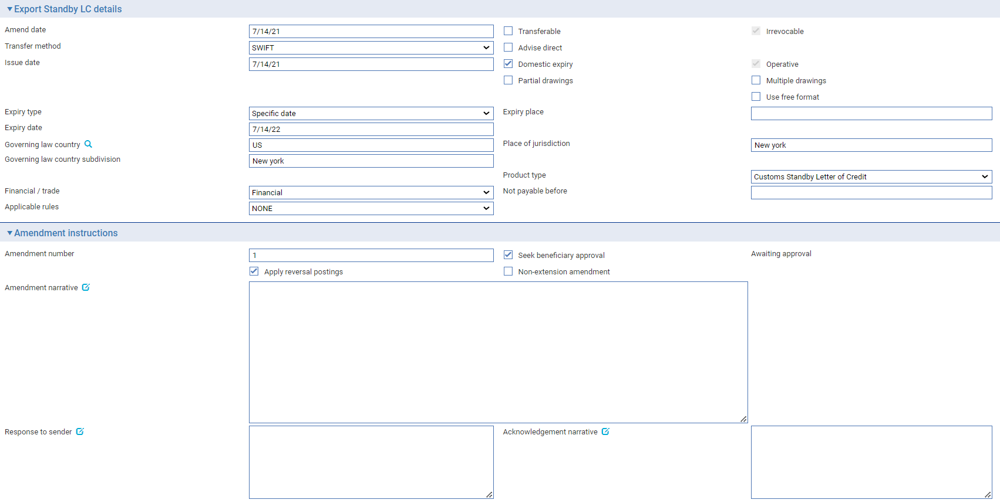 Export Standby LC details
Amend date 7/14/21 Transferable Irrevocable
Transfer method SWIFT Advise direct
Issue date 7/14/21 Domestic expiry Operative
Partial drawings Multiple drawings
Use free format
Expiry type Specific date Expiry place
Expiry date 7/14/22
Governing law country US Place of jurisdiction New york
Governing law country subdivision New york
Product type Customs Standby Letter of Credit
Financial / trade Financial Not payable before
Applicable rules NONE
Amendment instructions
Amendment number 1 Seek beneficiary approval Awaiting approval
Apply reversal postings Non-extension amendment
Amendment narrative
Response to sender Acknowledgement narrative